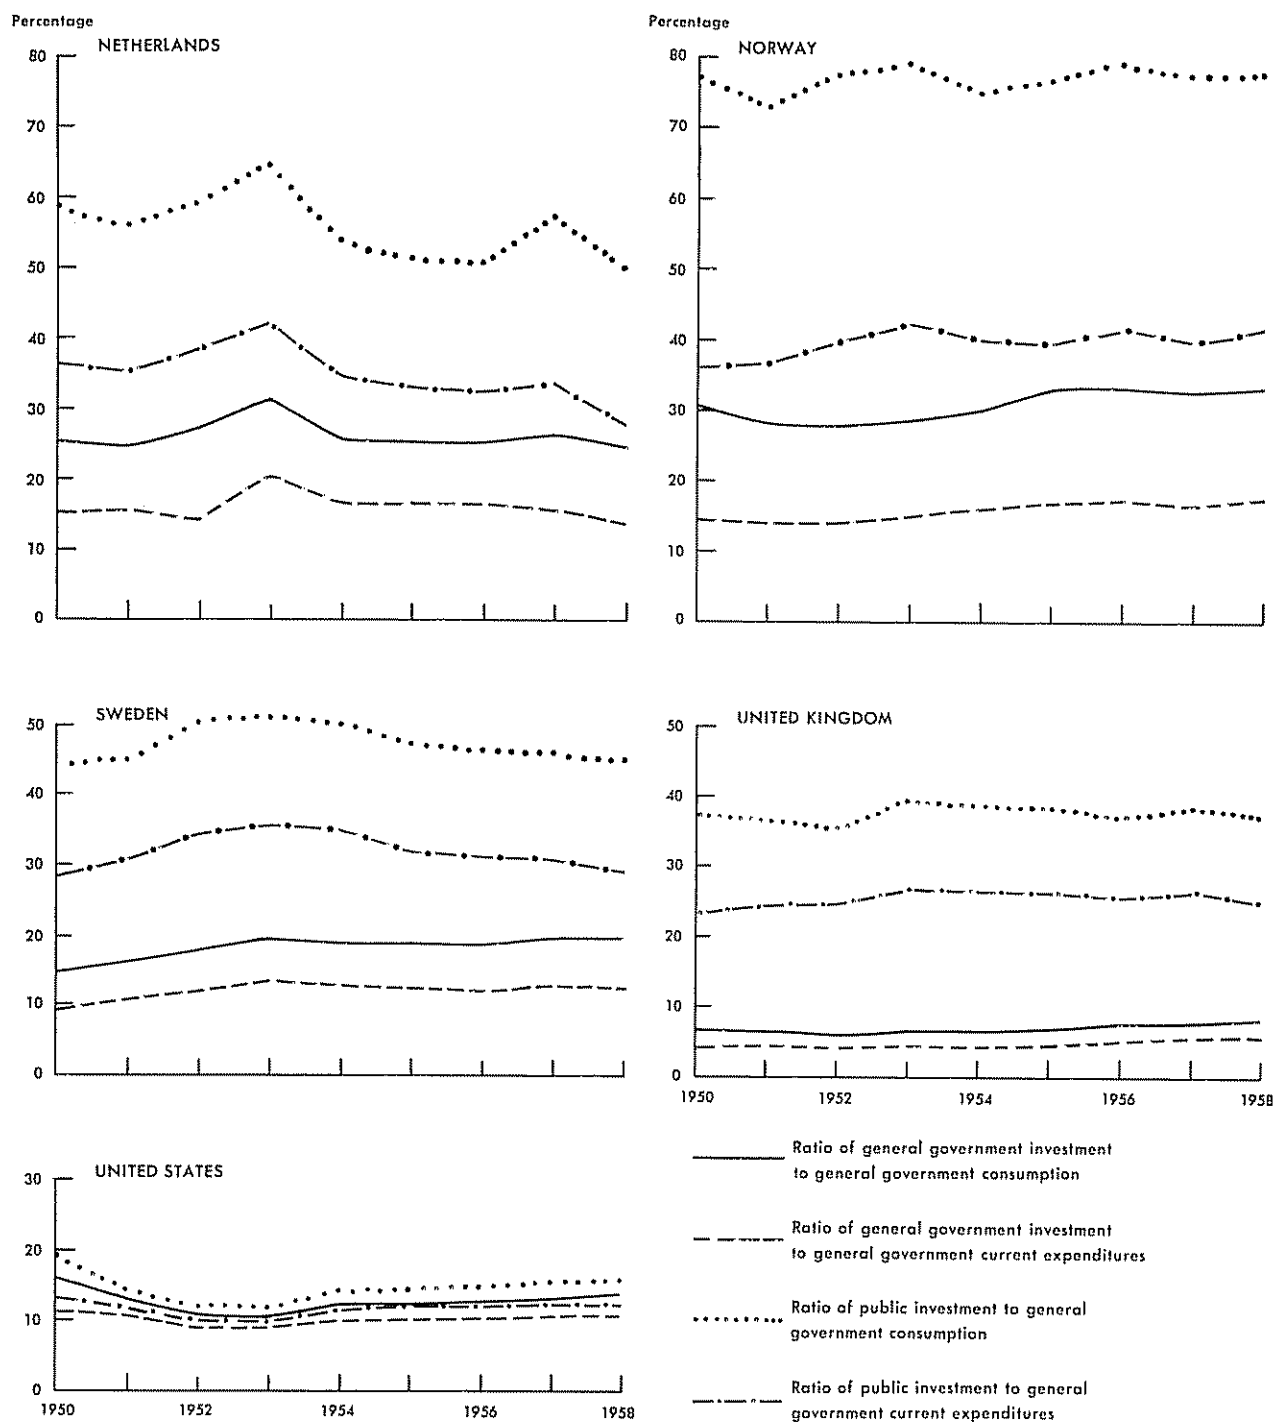 Percentage
NETHERLANDS
80
70
60
50
40
30
20
10
0
Percentage
NORWAY
80
70
60
50
40
30
20
10
0
SWEDEN
50
40
30
20
10
0
UNITED KINGDOM
50
40
30
20
10
0
1950 1952 1954 1956 1958
UNITED STATES
30
20
10
0
1950 1952 1954 1956 1958
Ratio of general government investment
to general government consumption
Ratio of general government investment
to general government current expenditures
Ratio of public investment to general
government consumption
Ratio of public investment to general
government current expenditures